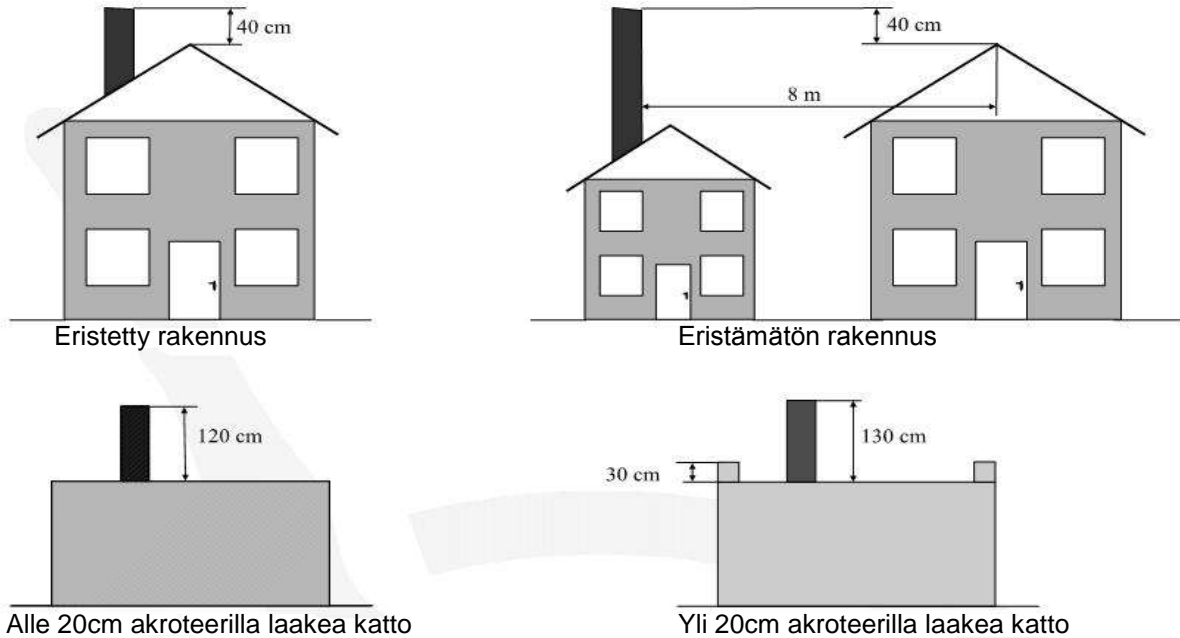 40 cm
40 cm
8 m
Eristetty rakennus
Eristämätön rakennus
120 cm
130 cm
30 cm
Alle 20cm akroteerilla laakea katto
Yli 20cm akroteerilla laakea katto